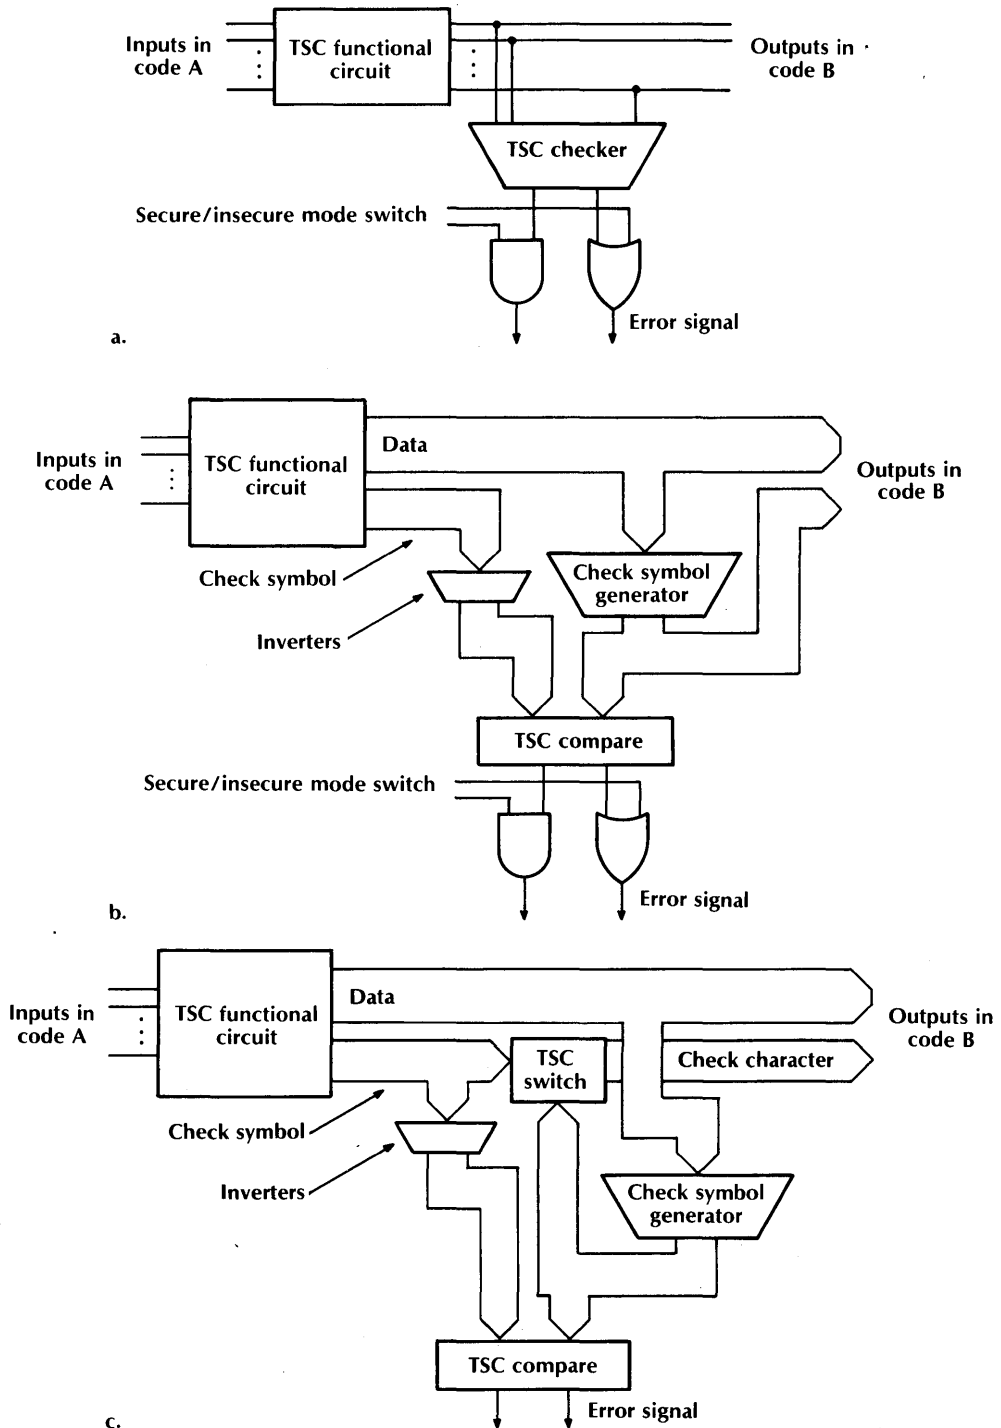 Inputs in
code A
TSC functional
circuit
Outputs in
code B
TSC checker
Secure/insecure mode switch
Error signal
a.
Inputs in
code A
TSC functional
circuit
Data
Outputs in
code B
Check symbol
Check symbol
generator
Inverters
TSC compare
Secure/insecure mode switch
Error signal
b.
Inputs in
code A
TSC functional
circuit
Data
Outputs in
code B
TSC
switch
Check character
Check symbol
Inverters
Check symbol
generator
TSC compare
Error signal
c.